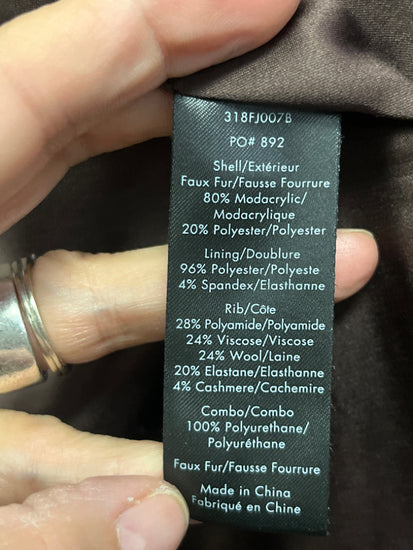 318FJ007B
PO# 892
Shell/Extérieur
Faux Fur/Fausse Fourrure
80% Modacrylic/
Modacrylique
20% Polyester/Polyester
Lining/Doublure
96% Polyester/Polyeste
4% Spandex/Elasthanne
Rib/Côte
28% Polyamide/Polyamide
24% Viscose/Viscose
24% Wool/Laine
20% Elastane/Elasthanne
4% Cashmere/Cachemire
Combo/Combo
100% Polyurethane/
Polyuréthane
Faux Fur/Fausse Fourrure
Made in China
Fabriqué en Chine